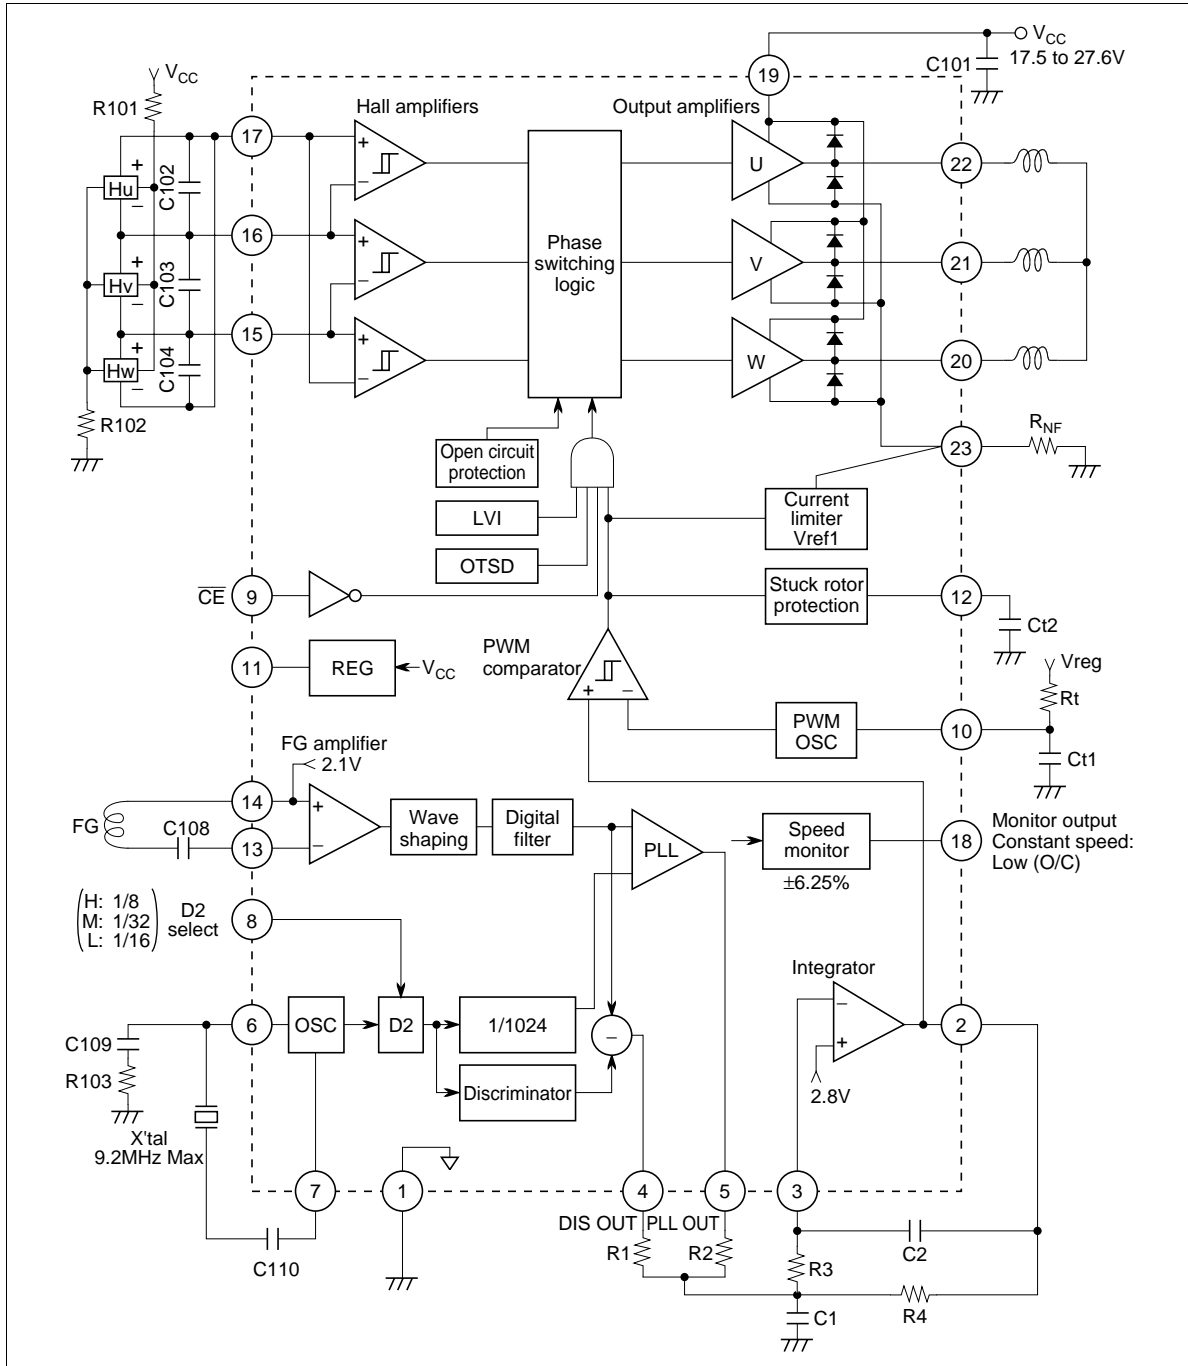 VCC
C101
17.5 to 27.6V
19
VCC
R101
Hall amplifiers
Output amplifiers
17
+
−
U
22
+
Hu
−
C102
16
+
−
Phase
switching
logic
V
21
+
Hv
−
C103
15
+
−
W
20
+
Hw
−
C104
R102
Open circuit
protection
23
RNF
LVI
Current
limiter
Vref1
OTSD
CE
9
Stuck rotor
protection
12
Ct2
11
REG
VCC
PWM
comparator
+
−
Vreg
Rt
PWM
OSC
10
Ct1
FG amplifier
2.1V
14
+
FG
C108
13
−
Wave
shaping
Digital
filter
PLL
Speed
monitor
±6.25%
18
Monitor output
Constant speed:
Low (O/C)
H: 1/8
M: 1/32
L: 1/16
D2
select
8
Integrator
6
OSC
D2
1/1024
−
−
+
2
C109
R103
Discriminator
2.8V
X'tal
9.2MHz Max
7
1
4
5
3
DIS OUT
PLL OUT
C110
R1
R2
R3
C2
R4
C1